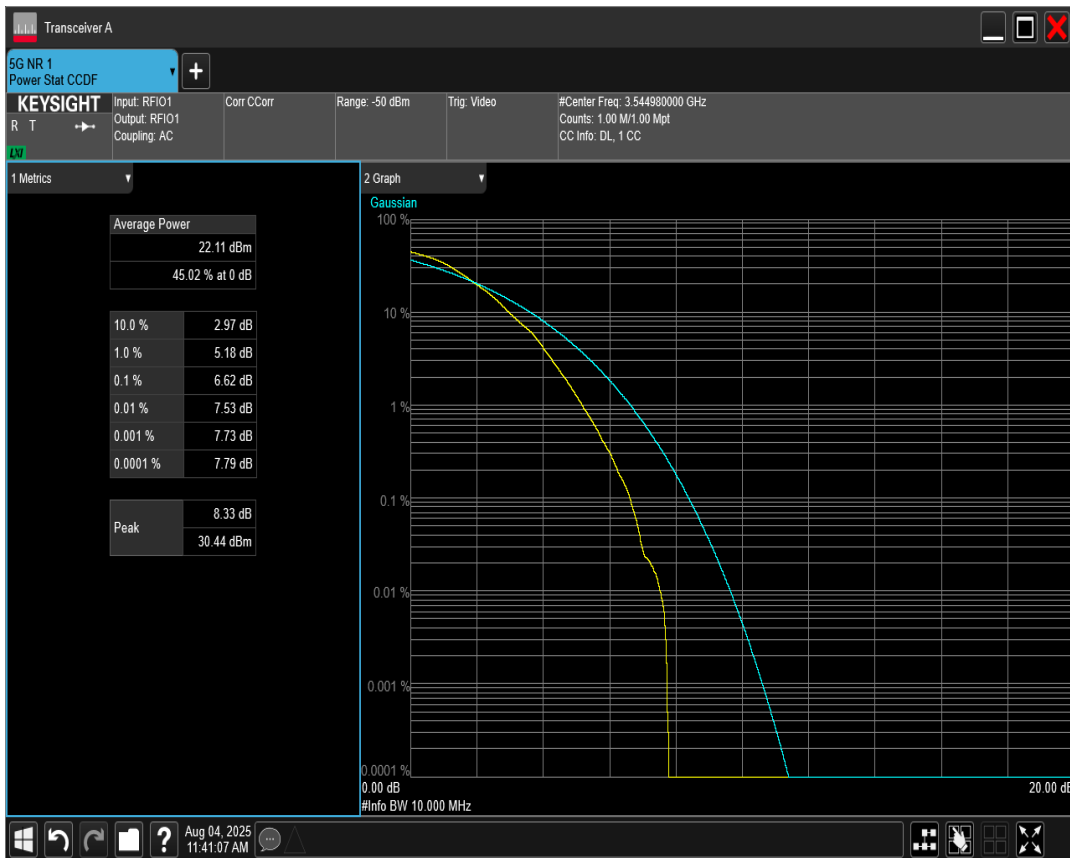 Transceiver A
5G NR 1
Power Stat CCDF
KEYSIGHT
R T
LXI
Input: RFIO1
Output: RFIO1
Coupling: AC
Corr CCorr
Range: -50 dBm
Trig: Video
#Center Freq: 3.544980000 GHz
Counts: 1.00 M/1.00 Mpt
CC Info: DL, 1 CC
1 Metrics
Average Power
22.11 dBm
45.02 % at 0 dB
10.0 % 2.97 dB
1.0 % 5.18 dB
0.1 % 6.62 dB
0.01 % 7.53 dB
0.001 % 7.73 dB
0.0001 % 7.79 dB
Peak 8.33 dB
30.44 dBm
2 Graph
Gaussian
100 %
10 %
1 %
0.1 %
0.01 %
0.001 %
0.0001 %
0.00 dB 20.00 dB
#Info BW 10.000 MHz
?
Aug 04, 2025
11:41:07 AM